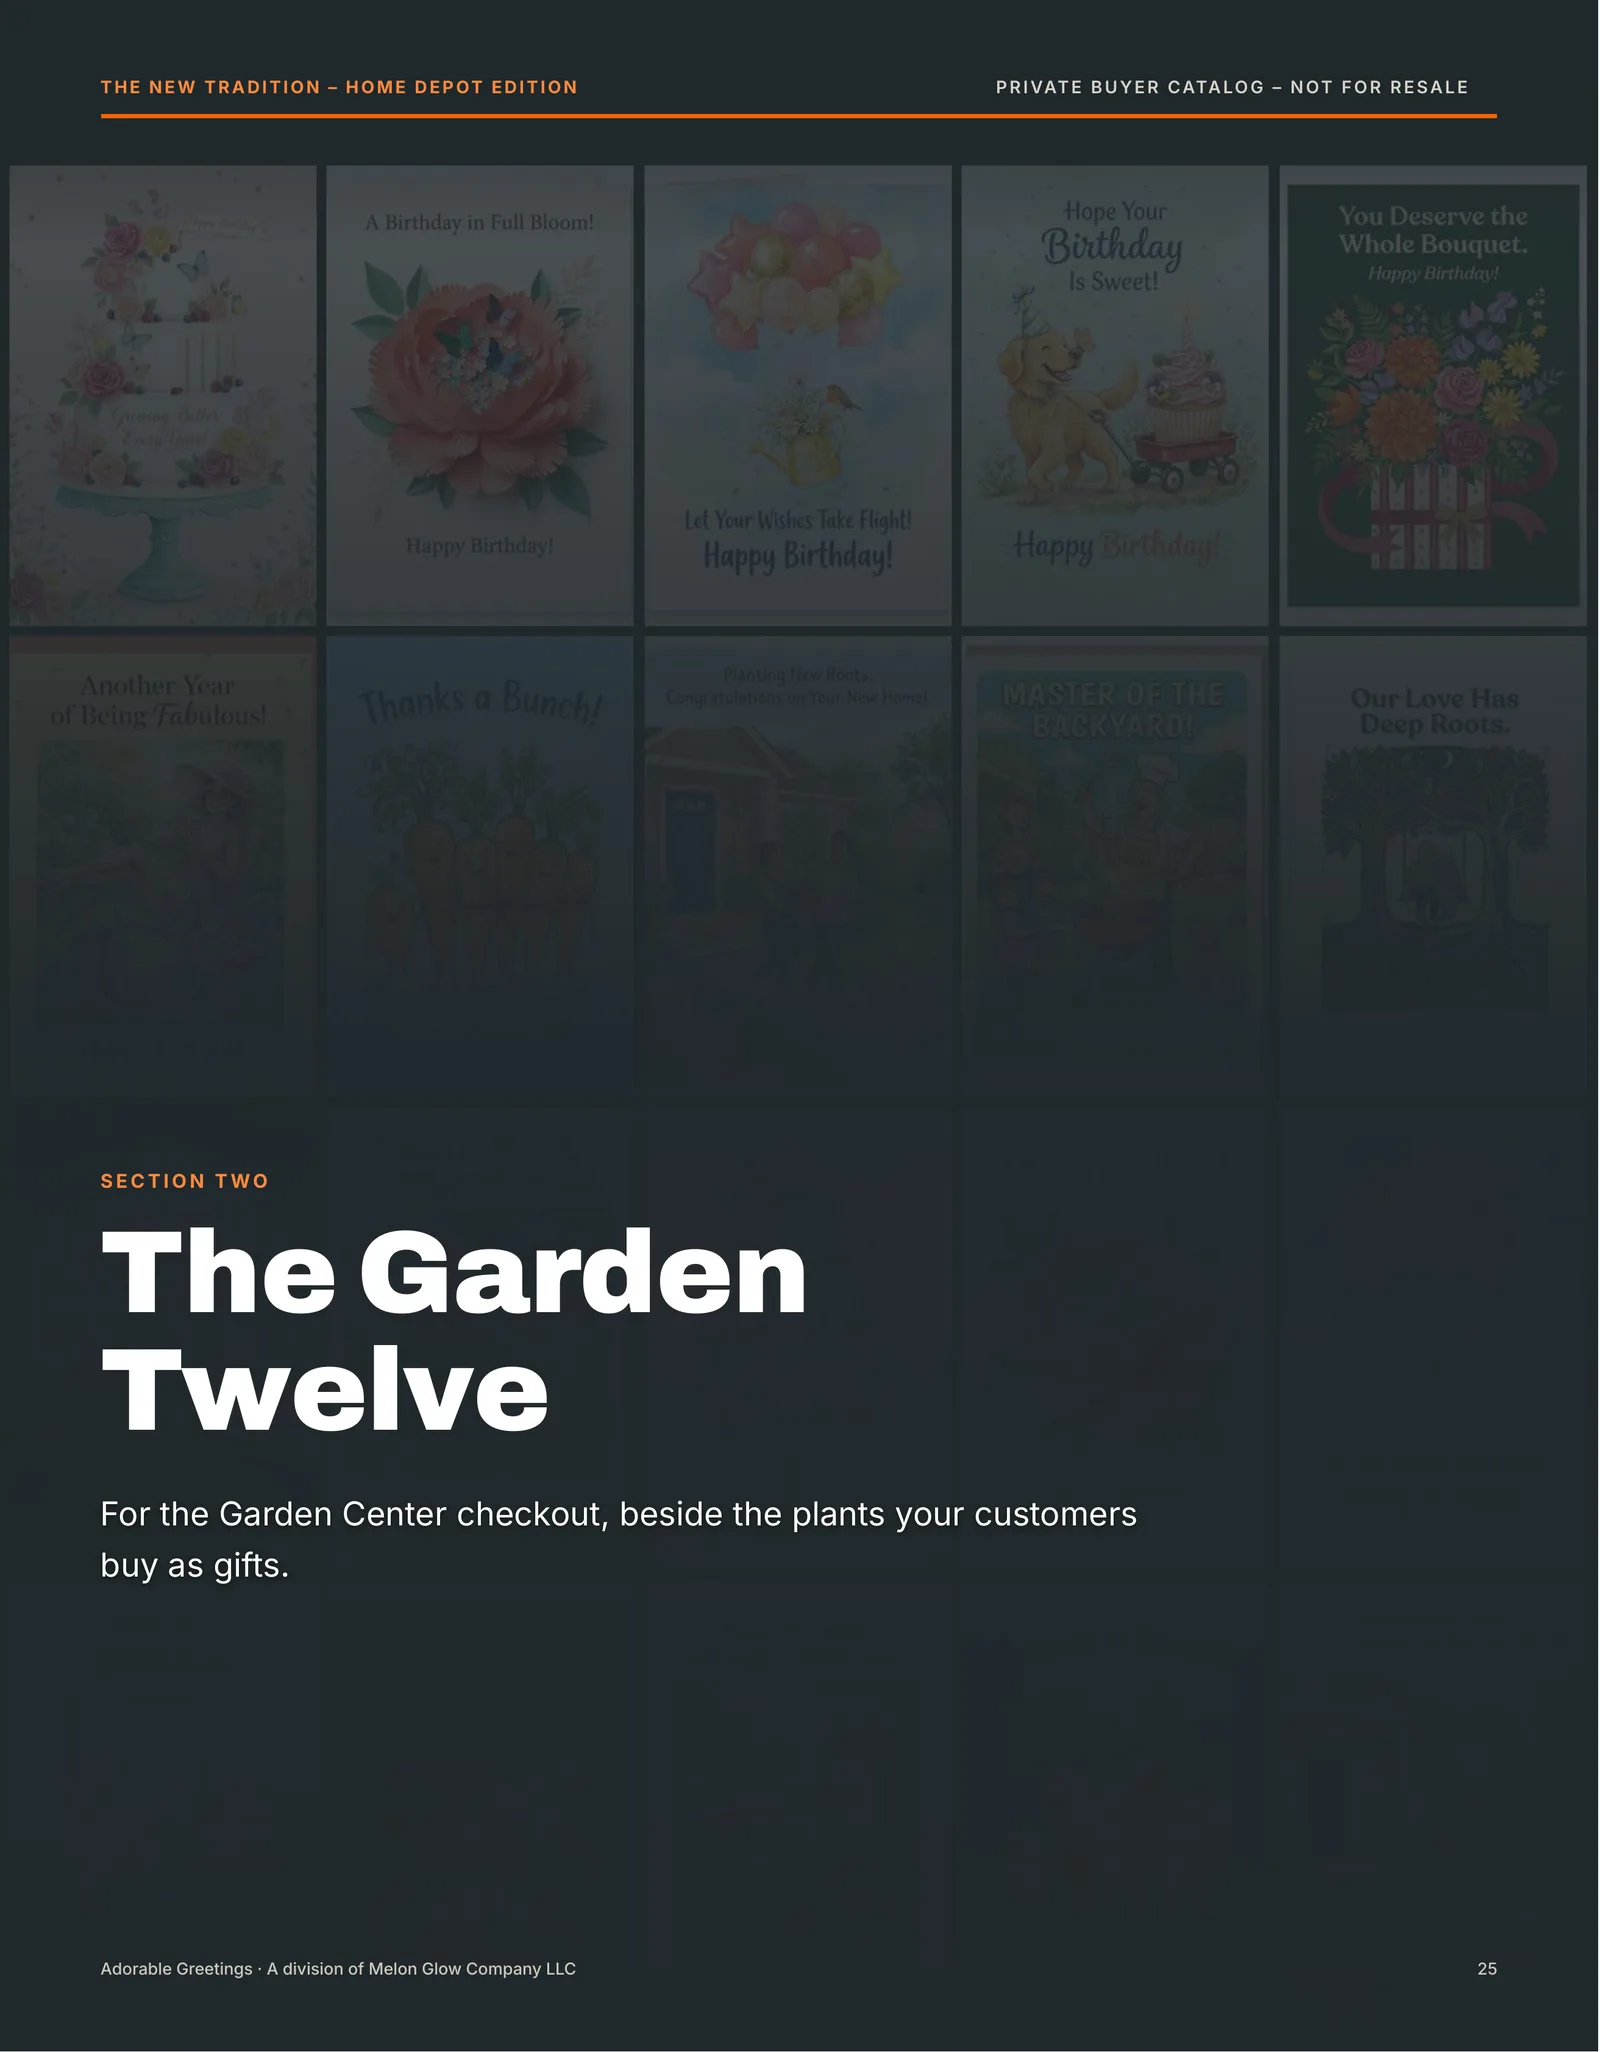 THE NEW TRADITION – HOME DEPOT EDITION
PRIVATE BUYER CATALOG – NOT FOR RESALE
Growing Better
Every Year!
A Birthday in Full Bloom!
Happy Birthday!
Let Your Wishes Take Flight!
Happy Birthday!
Hope Your
Birthday
Is Sweet!
Happy Birthday!
You Deserve the
Whole Bouquet.
Happy Birthday!
Another Year
of Being Fabulous!
Thanks a Bunch!
Planting New Roots.
Congratulations on Your New Home!
MASTER OF THE
BACKYARD!
Our Love Has
Deep Roots.
SECTION TWO
The Garden
Twelve
For the Garden Center checkout, beside the plants your customers
buy as gifts.
Adorable Greetings · A division of Melon Glow Company LLC
25